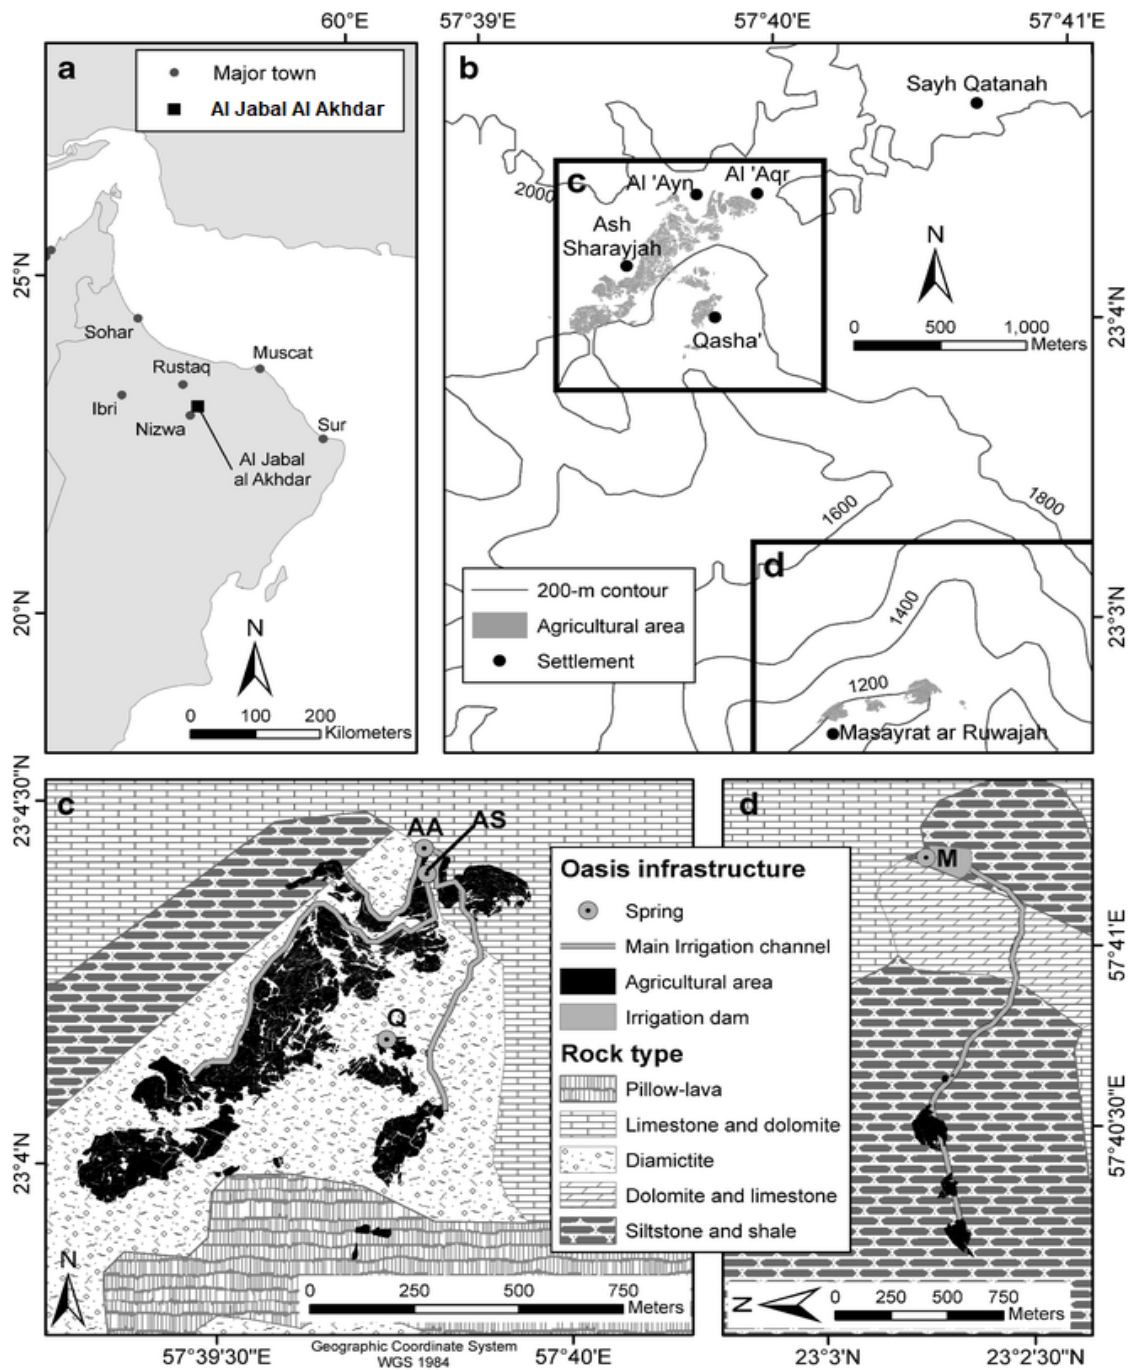 60°E
57°39'E
57°40'E
57°41'E
a
Major town
Al Jabal Al Akhdar
25°N
20°N
Sohar
Rustaq
Muscat
Ibri
Nizwa
Sur
Al Jabal
al Akhdar
N
0 100 200
Kilometers
b
Sayh Qatanah
2000
c
Al 'Ayn
Al 'Aqr
Ash
Sharayjah
Qasha'
N
0 500 1,000
Meters
23°4'N
23°3'N
1600
1800
1400
1200
d
200-m contour
Agricultural area
Settlement
Masayrat ar Ruwajah
c
23°4'30"N
23°4'N
AA
AS
Q
N
0 250 500 750
Meters
57°39'30"E
57°40'E
Geographic Coordinate System
WGS 1984
Oasis infrastructure
Spring
Main Irrigation channel
Agricultural area
Irrigation dam
Rock type
Pillow-lava
Limestone and dolomite
Diamictite
Dolomite and limestone
Siltstone and shale
d
M
57°41'E
57°40'30"E
N
0 250 500 750
Meters
23°3'N
23°2'30"N